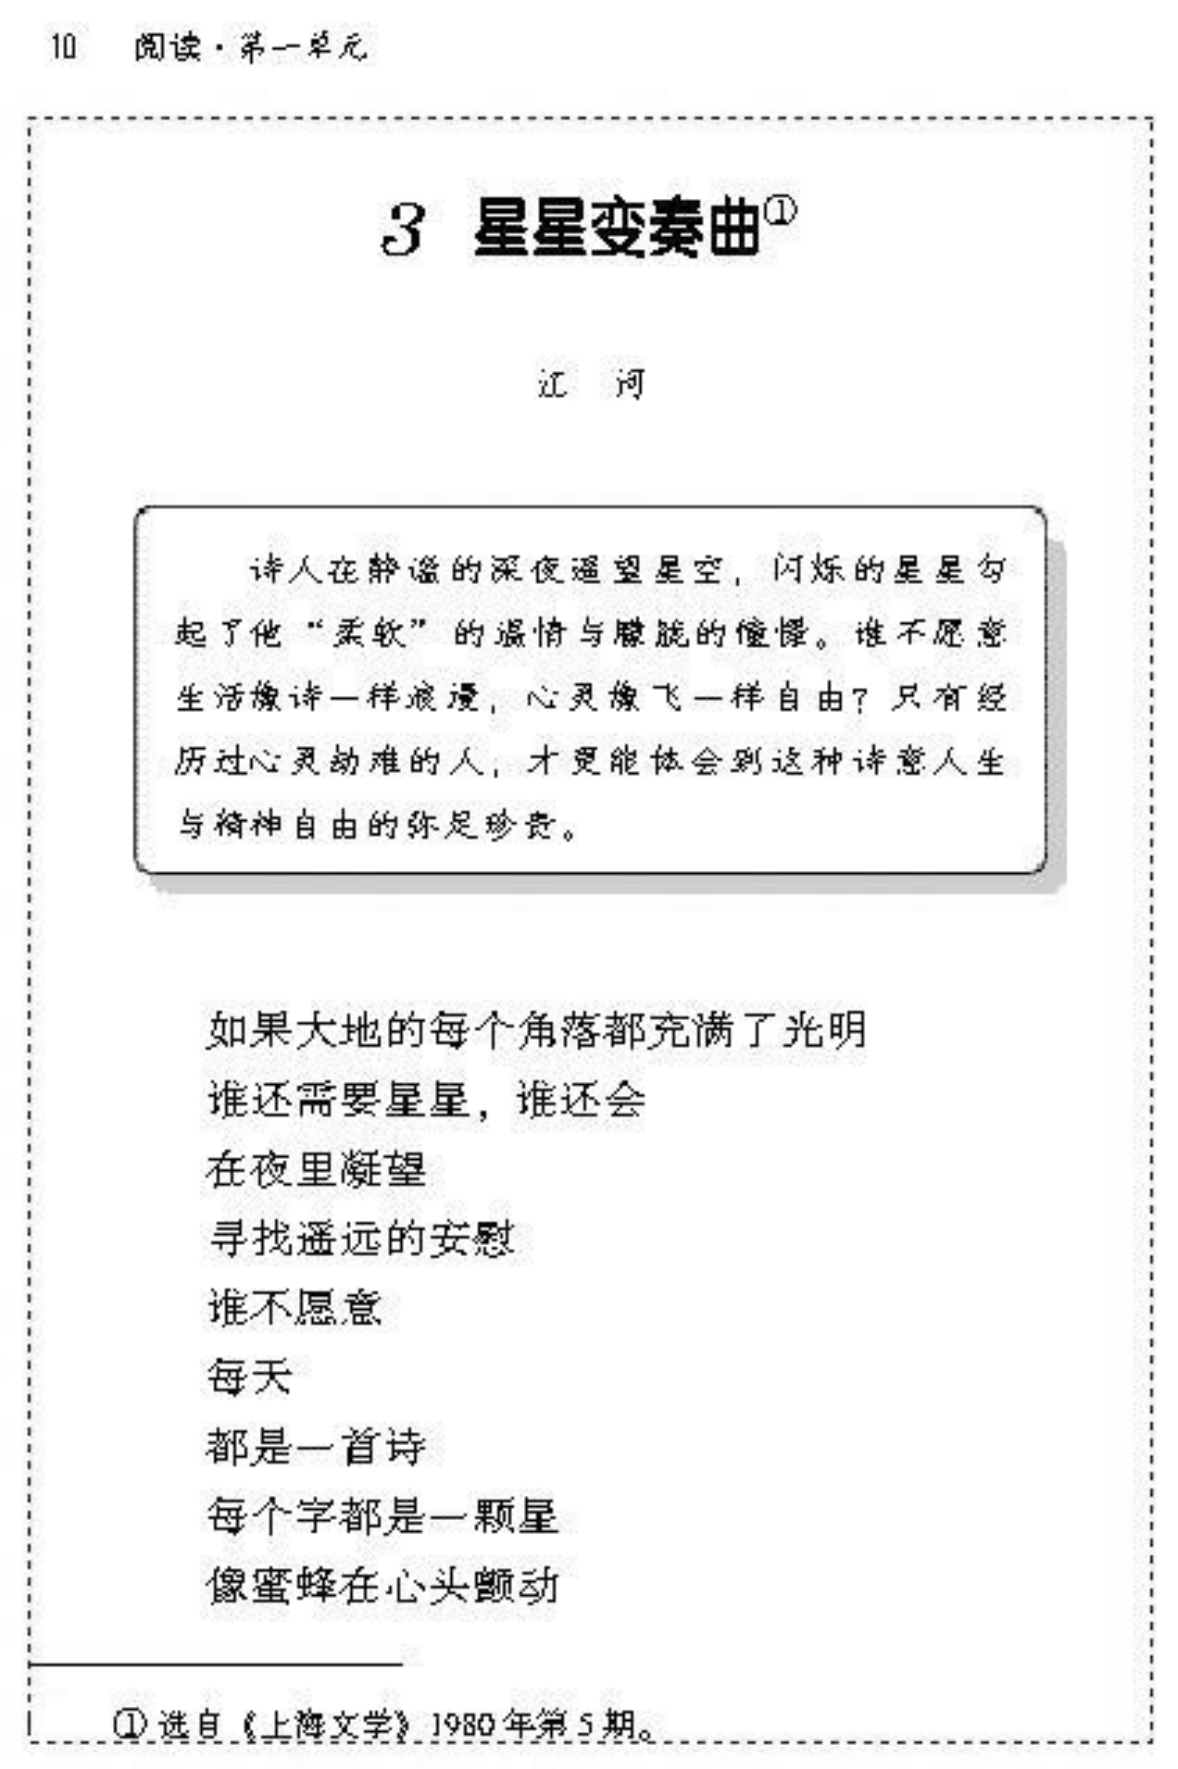 10 阅读·第一单元
3 星星变奏曲①
江 河
诗人在静谧的深夜遥望星空，闪烁的星星勾
起了他“柔软”的温情与朦胧的憧憬。谁不愿意
生活像诗一样浪漫，心灵像飞一样自由？只有经
历过心灵劫难的人，才更能体会到这种诗意人生
与精神自由的弥足珍贵。
如果大地的每个角落都充满了光明
谁还需要星星，谁还会
在夜里凝望
寻找遥远的安慰
谁不愿意
每天
都是一首诗
每个字都是一颗星
像蜜蜂在心头颤动
①选自《上海文学》1980年第5期。